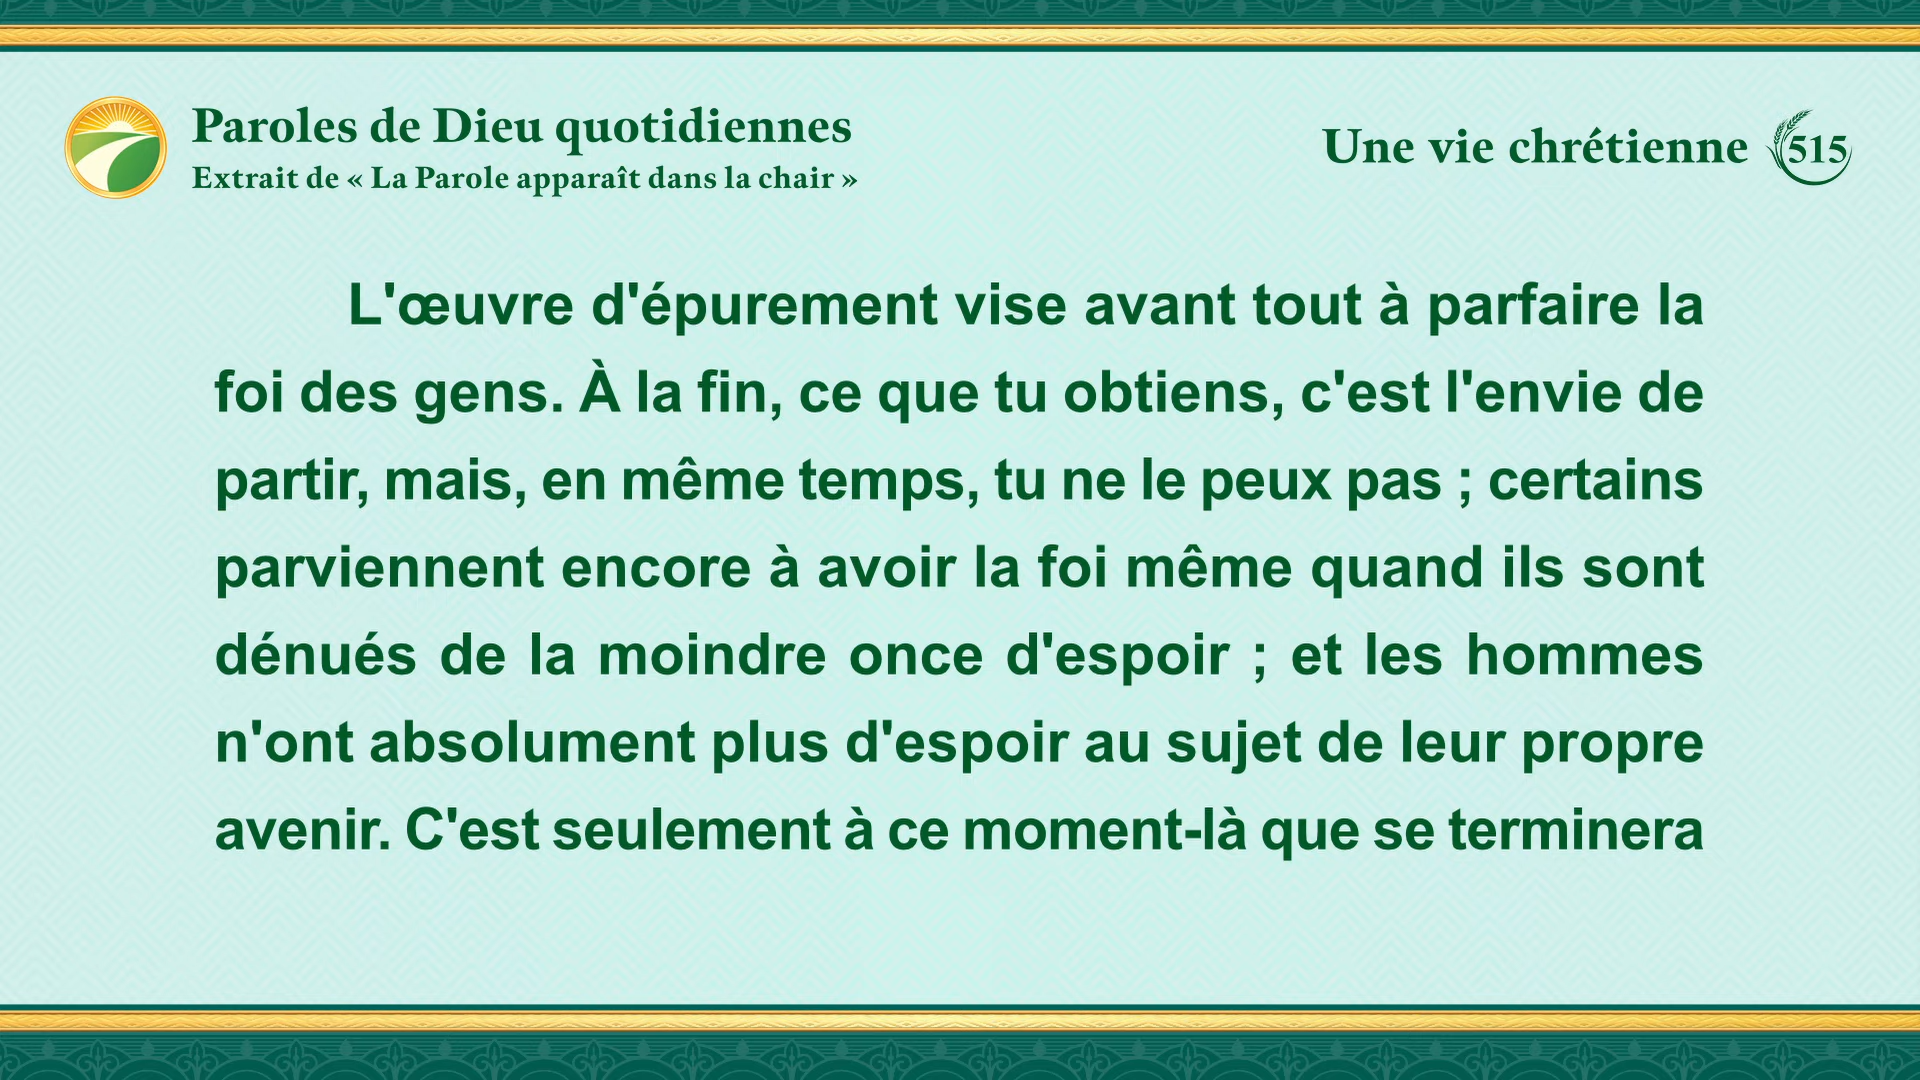 Paroles de Dieu quotidiennes
Extrait de « La Parole apparaît dans la chair »
Une vie chrétienne 515
L'œuvre d'épurement vise avant tout à parfaire la
foi des gens. À la fin, ce que tu obtiens, c'est l'envie de
partir, mais, en même temps, tu ne le peux pas ; certains
parviennent encore à avoir la foi même quand ils sont
dénués de la moindre once d'espoir ; et les hommes
n'ont absolument plus d'espoir au sujet de leur propre
avenir. C'est seulement à ce moment-là que se terminera